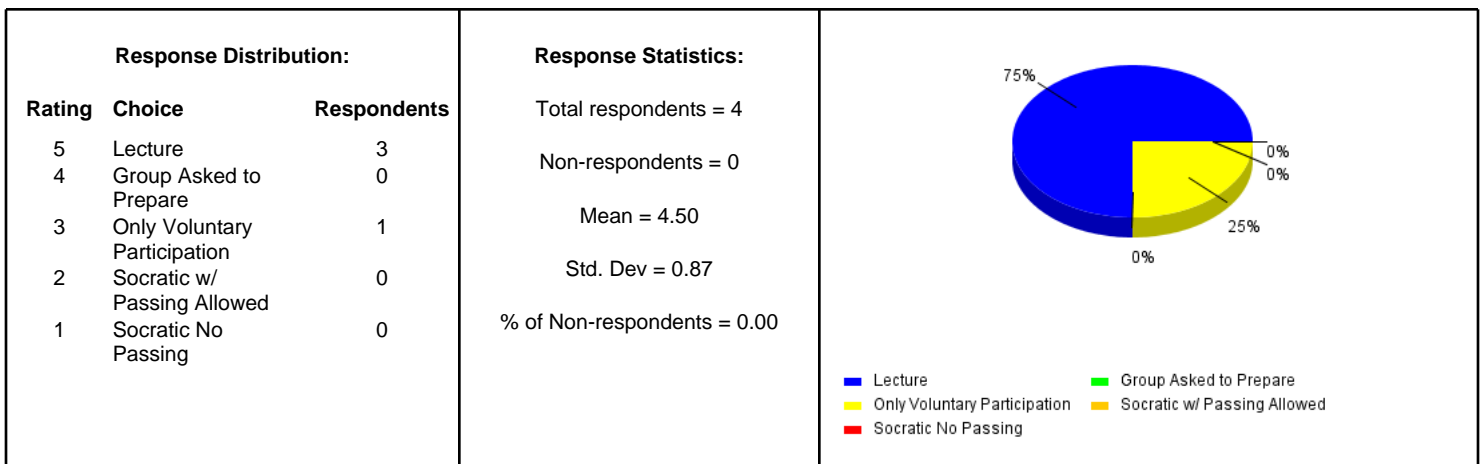 Response Distribution:
Rating Choice Respondents
5 Lecture 3
4 Group Asked to 0
Prepare
3 Only Voluntary 1
Participation
2 Socratic w/ 0
Passing Allowed
1 Socratic No 0
Passing
Response Statistics:
Total respondents = 4
Non-respondents = 0
Mean = 4.50
Std. Dev = 0.87
% of Non-respondents = 0.00
75%
0%
0%
25%
0%
Lecture Group Asked to Prepare
Only Voluntary Participation Socratic w/ Passing Allowed
Socratic No Passing